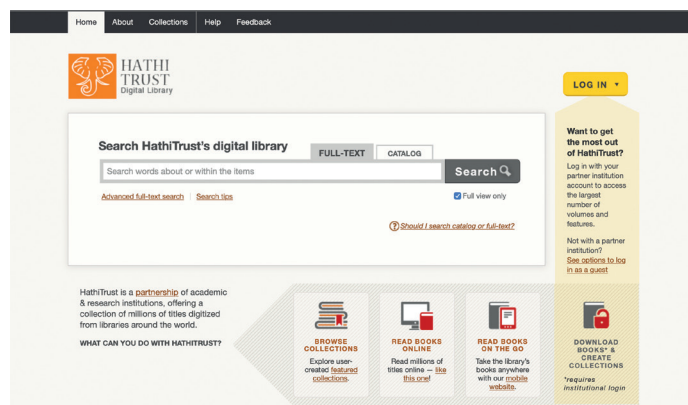 Home About Collections Help Feedback
HATHI
TRUST
Digital Library
LOG IN
Search HathiTrust's digital library
FULL-TEXT CATALOG
Search words about or within the items
Search
Advanced full-text search Search tips
Full view only
Should I search catalog or full-text?
Want to get
the most out
of HathiTrust?
Log in with your
partner institution
account to access
the largest
number of
volumes and
features.
Not with a partner
institution?
See options to log
in as a guest
HathiTrust is a partnership of academic
& research institutions, offering a
collection of millions of titles digitized
from libraries around the world.
WHAT CAN YOU DO WITH HATHITRUST?
BROWSE
COLLECTIONS
Explore user-
created featured
collections.
READ BOOKS
ONLINE
Read millions of
titles online — like
this one!
READ BOOKS
ON THE GO
Take the library's
books anywhere
with our mobile
website.
DOWNLOAD
BOOKS* &
CREATE
COLLECTIONS
*requires
institutional login